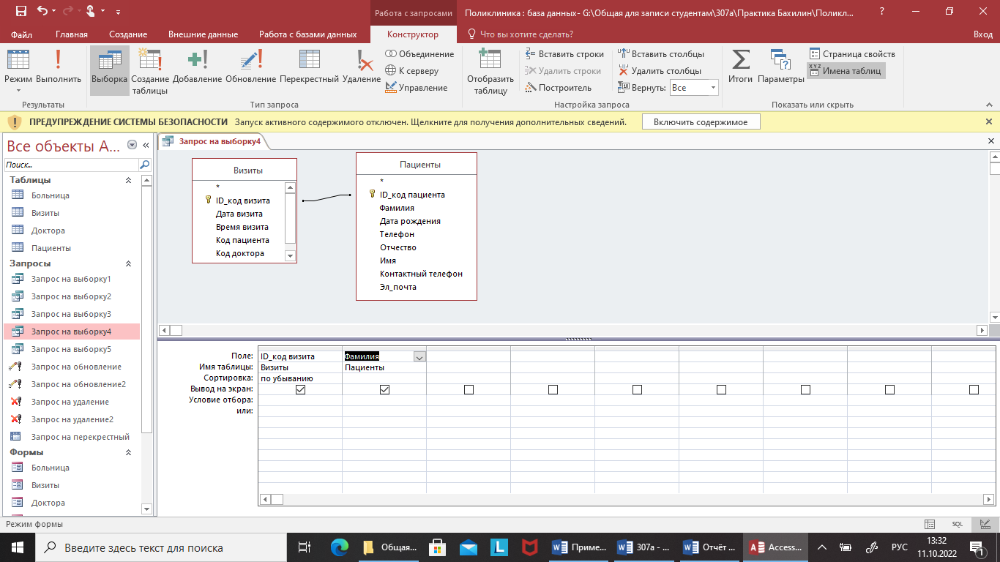 Работа с запросами
Поликлиника : база данных- G:\Общая для записи студентам\307а\Практика Бахилин\Поликл...
?
Файл
Главная
Создание
Внешние данные
Работа с базами данных
Конструктор
Что вы хотите сделать?
Вход
Режим
Выполнить
Результаты
Выборка
Создание таблицы
Добавление
Обновление
Перекрестный
Удаление
Объединение
К серверу
Управление
Тип запроса
Отобразить таблицу
Вставить строки
Удалить строки
Построитель
Вставить столбцы
Удалить столбцы
Вернуть: Все
Настройка запроса
Итоги
Параметры
Страница свойств
XYZ Имена таблиц
Показать или скрыть
ПРЕДУПРЕЖДЕНИЕ СИСТЕМЫ БЕЗОПАСНОСТИ Запуск активного содержимого отключен. Щелкните для получения дополнительных сведений. Включить содержимое
Все объекты A...
Поиск...
Таблицы
Больница
Визиты
Доктора
Пациенты
Запросы
Запрос на выборку1
Запрос на выборку2
Запрос на выборку3
Запрос на выборку4
Запрос на выборку5
Запрос на обновление
Запрос на обновление2
Запрос на удаление
Запрос на удаление2
Запрос на перекрестный
Формы
Больница
Визиты
Доктора
Запрос на выборку4
Визиты
*
ID_код визита
Дата визита
Время визита
Код пациента
Код доктора
Пациенты
*
ID_код пациента
Фамилия
Дата рождения
Телефон
Отчество
Имя
Контактный телефон
Эл_почта
Поле: ID_код визита Фамилия
Имя таблицы: Визиты Пациенты
Сортировка: по убыванию
Вывод на экран:
Условие отбора:
или:
Режим формы
SQL
Введите здесь текст для поиска
Общая...
Приме...
307а - ...
Отчёт ...
Access...
РУС
13:32
11.10.2022
1